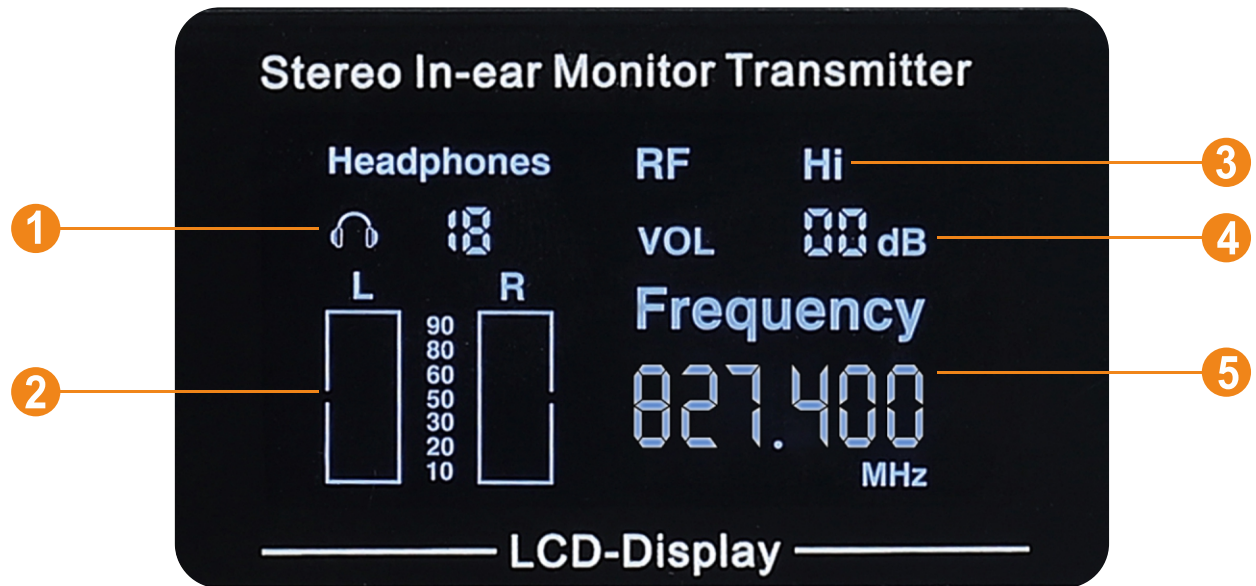 Stereo In-ear Monitor Transmitter
Headphones RF Hi 3
1 18 VOL 00 dB 4
L R Frequency
90
80
60
50
30
20
10
2 827.400 5
MHz
LCD-Display